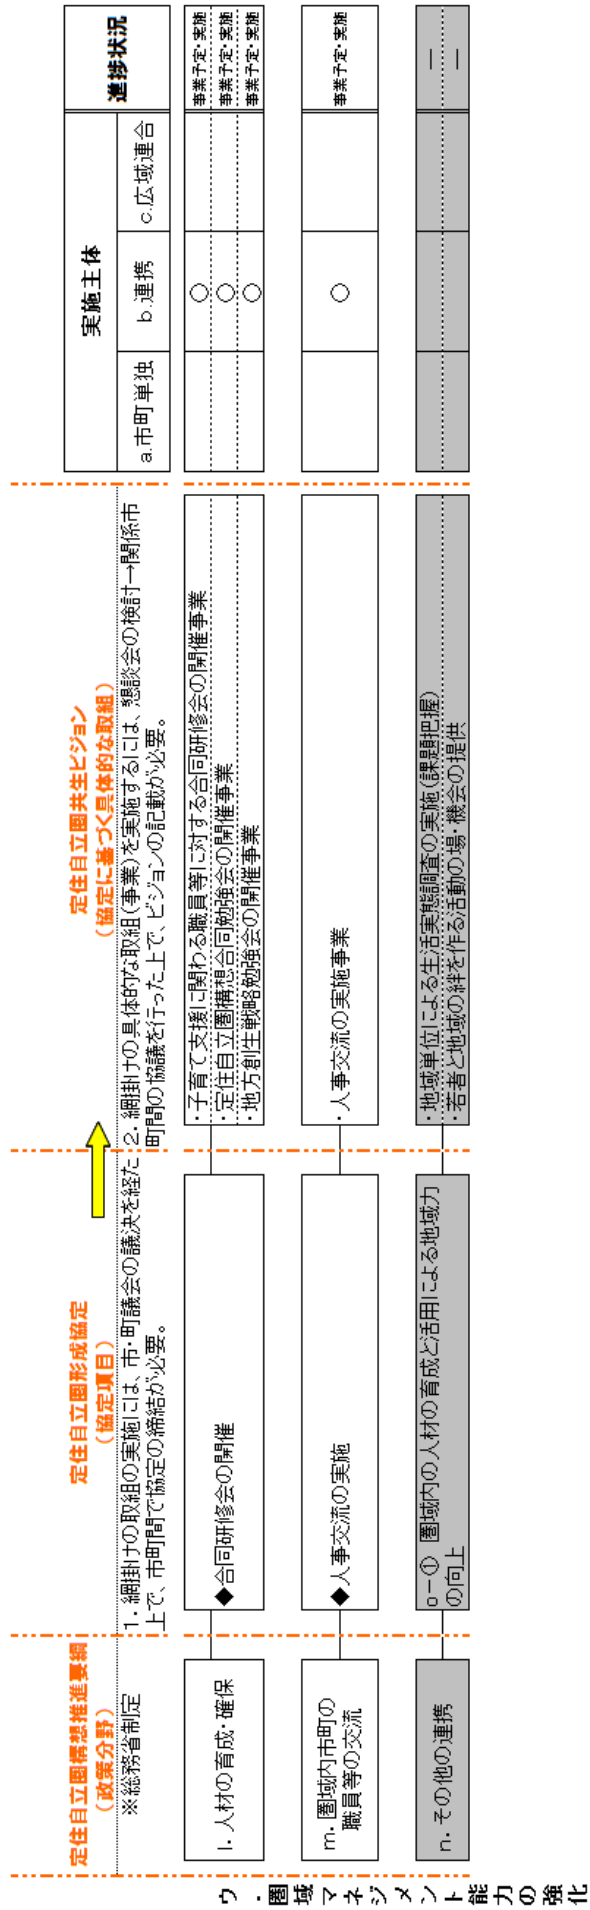 ウ．圏域マネジメント能力の強化
定住自立圏構想推進要綱
（政策分野）
※総務省制定
定住自立圏形成協定
（協定項目）
1．網掛けの取組の実施には、市・町議会の議決を経た
上で、市町間で協定の締結が必要。
定住自立圏共生ビジョン
（協定に基づく具体的な取組）
2．網掛けの具体的な取組（事業）を実施するには、懇談会の検討→関係市
町間の協議を行った上で、ビジョンの記載が必要。
実施主体
進捗状況
a.市町単独
b.連携
c.広域連合
l．人材の育成・確保
◆合同研修会の開催
・子育て支援に関わる職員等に対する合同研修会の開催事業
○
事業予定・実施
・定住自立圏構想合同勉強会の開催事業
○
事業予定・実施
・地方創生戦略勉強会の開催事業
○
事業予定・実施
m．圏域内市町の
職員等の交流
◆人事交流の実施
・人事交流の実施事業
○
事業予定・実施
n．その他の連携
o－① 圏域内の人材の育成と活用による地域力
の向上
・地域単位による生活実態調査の実施（課題把握）
―
・若者と地域の絆を作る活動の場・機会の提供
―